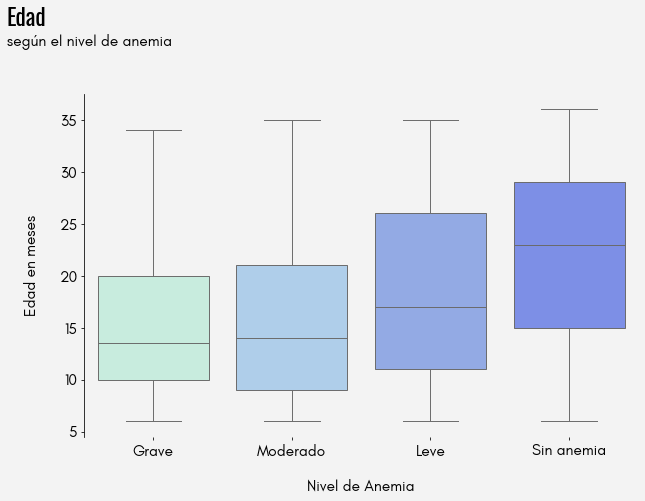 Edad
según el nivel de anemia
35
30
25
20
15
10
5
Edad en meses
Grave Moderado Leve Sin anemia
Nivel de Anemia